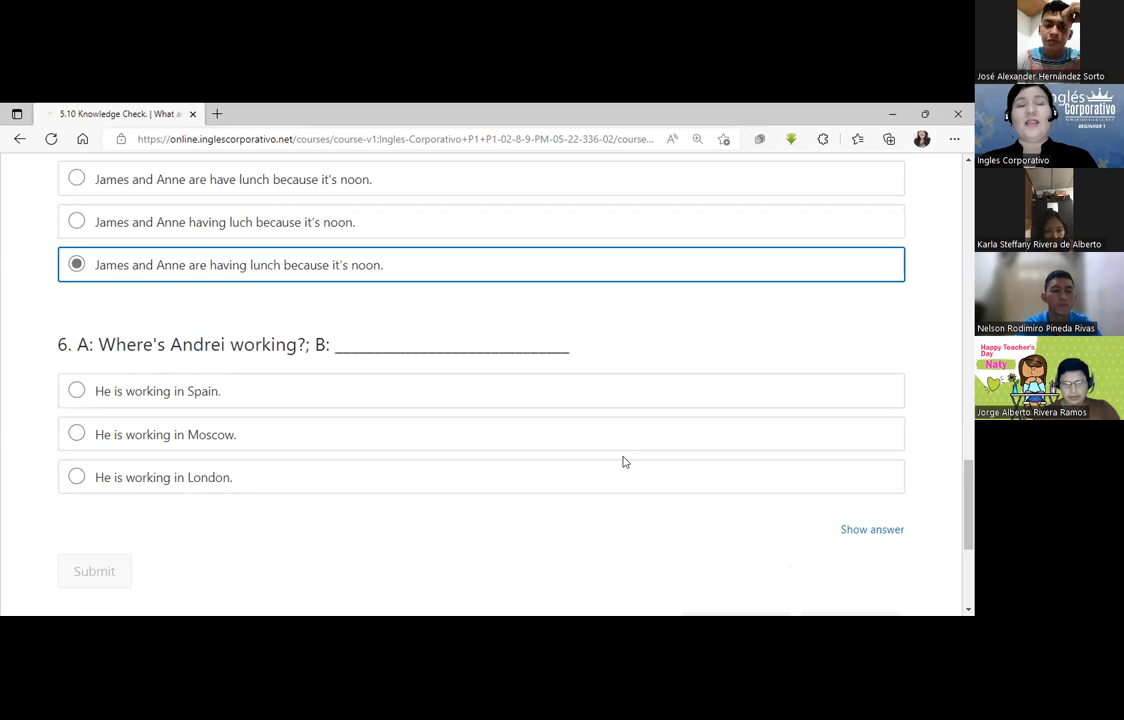 5.10 Knowledge Check. | What a
https://online.inglescorporativo.net/courses/course-v1:Ingles-Corporativo+P1+P1-02-8-9-PM-05-22-336-02/course...
James and Anne are have lunch because it's noon.
James and Anne having luch because it's noon.
James and Anne are having lunch because it's noon.
6. A: Where's Andrei working?; B: ____________________________
He is working in Spain.
He is working in Moscow.
He is working in London.
Show answer
Submit
José Alexander Hernández Sorto
Inglés
Corporativo
BEGINNER 1
Ingles Corporativo
Karla Steffany Rivera de Alberto
Nelson Rodimiro Pineda Rivas
Happy Teacher's
Day
Naty
Jorge Alberto Rivera Ramos